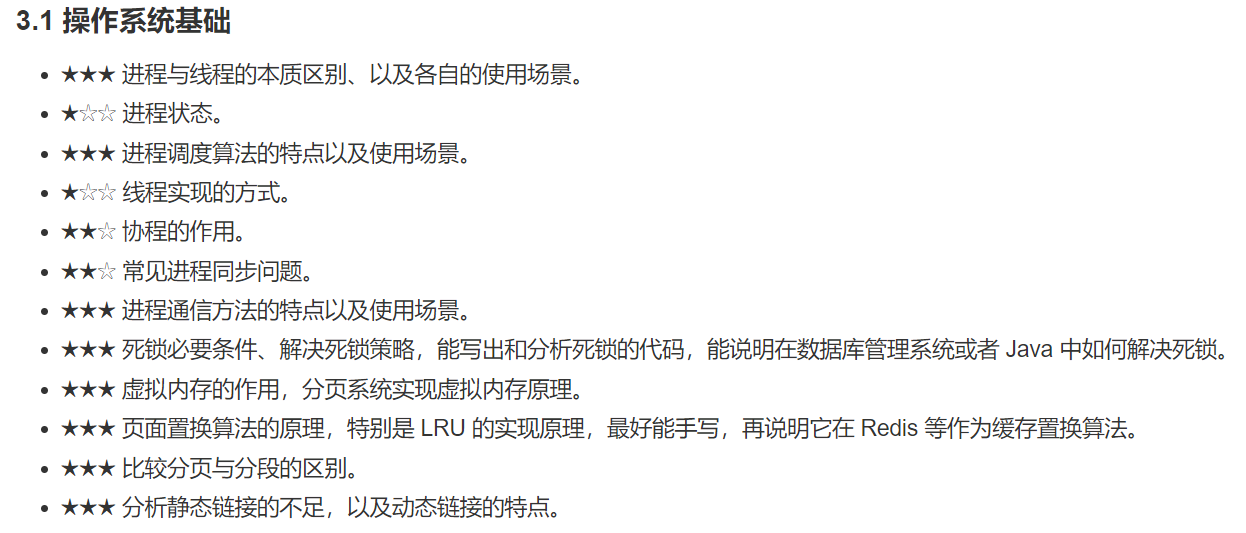 3.1 操作系统基础
• ★★★ 进程与线程的本质区别、以及各自的使用场景。
• ★☆☆ 进程状态。
• ★★★ 进程调度算法的特点以及使用场景。
• ★☆☆ 线程实现的方式。
• ★★☆ 协程的作用。
• ★★☆ 常见进程同步问题。
• ★★★ 进程通信方法的特点以及使用场景。
• ★★★ 死锁必要条件、解决死锁策略，能写出和分析死锁的代码，能说明在数据库管理系统或者 Java 中如何解决死锁。
• ★★★ 虚拟内存的作用，分页系统实现虚拟内存原理。
• ★★★ 页面置换算法的原理，特别是 LRU 的实现原理，最好能手写，再说明它在 Redis 等作为缓存置换算法。
• ★★★ 比较分页与分段的区别。
• ★★★ 分析静态链接的不足，以及动态链接的特点。